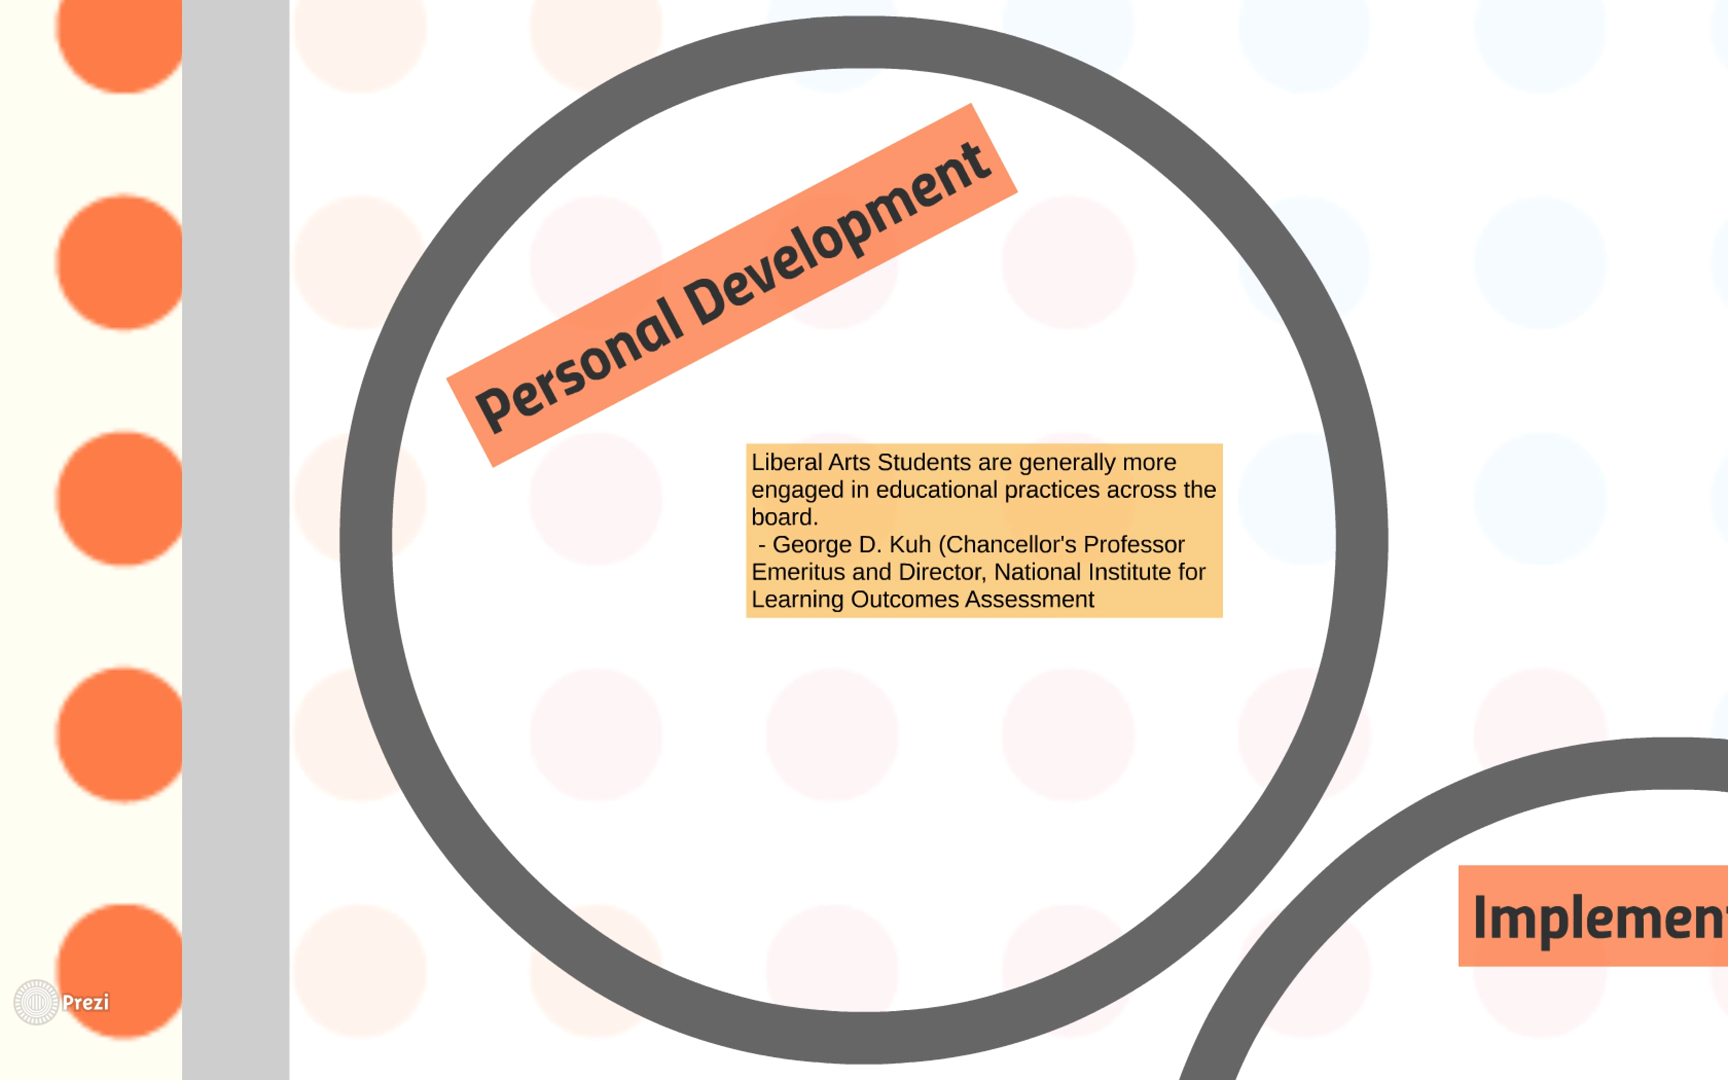 Personal Development
Liberal Arts Students are generally more
engaged in educational practices across the
board.
- George D. Kuh (Chancellor's Professor
Emeritus and Director, National Institute for
Learning Outcomes Assessment
Implement
Prezi